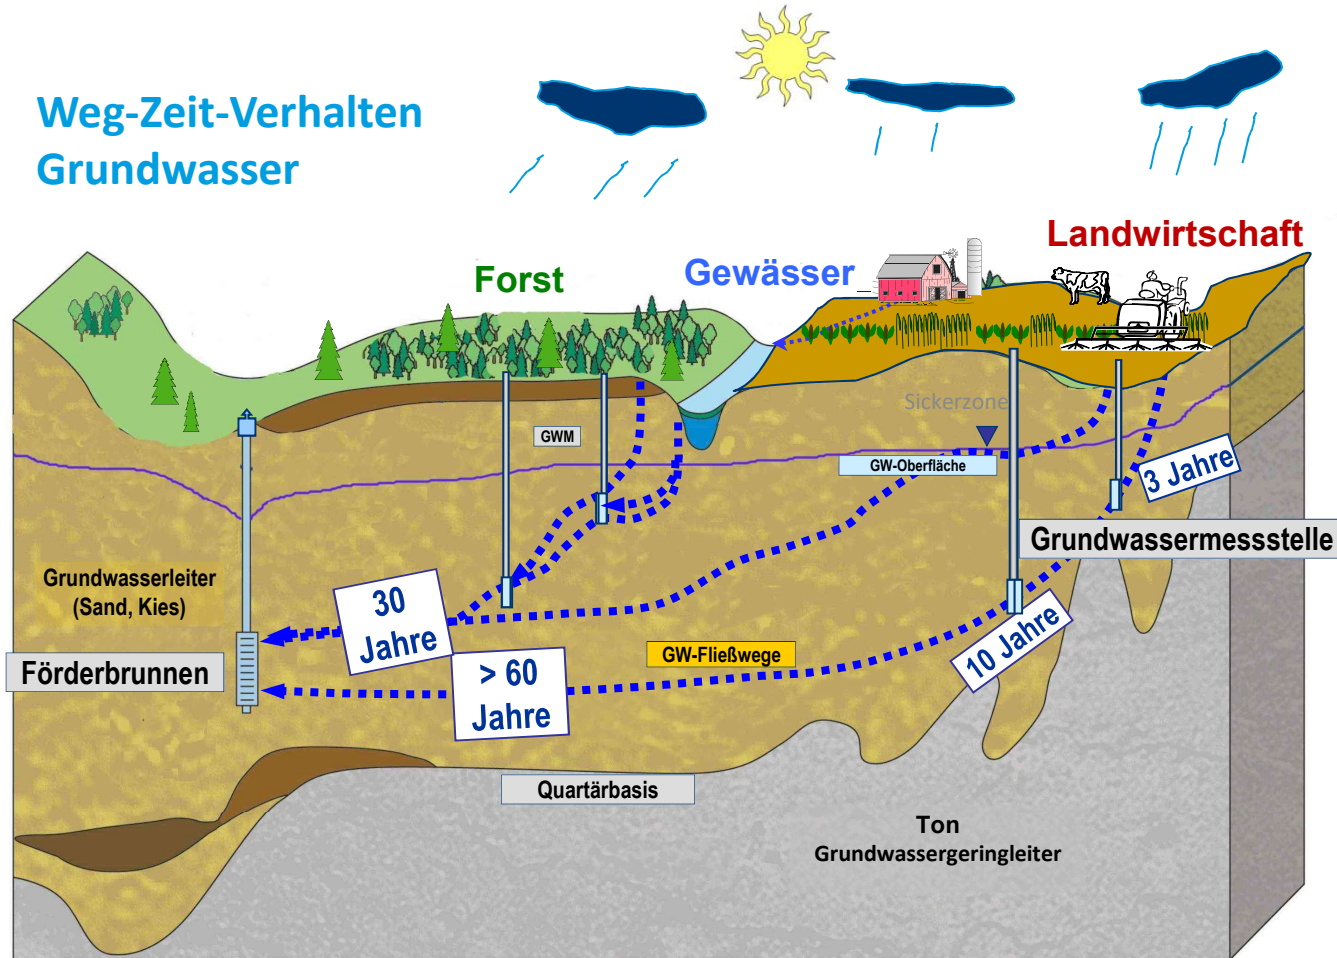 Weg-Zeit-Verhalten
Grundwasser
Landwirtschaft
Gewässer
Forst
Sickerzone
GWM
GW-Oberfläche
3 Jahre
Grundwassermessstelle
Grundwasserleiter
(Sand, Kies)
30
Jahre
10 Jahre
GW-Fließwege
Förderbrunnen
> 60
Jahre
Quartärbasis
Ton
Grundwassergeringleiter